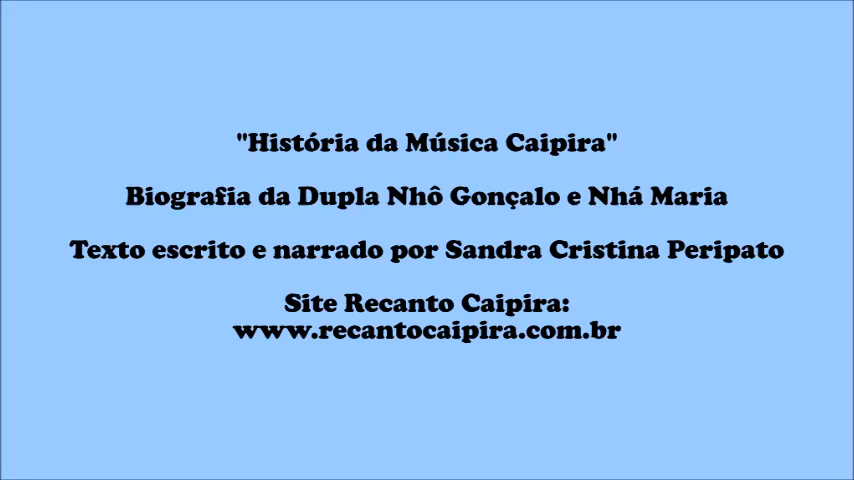 "História da Música Caipira"
Biografia da Dupla Nhô Gonçalo e Nhá Maria
Texto escrito e narrado por Sandra Cristina Peripato
Site Recanto Caipira:
www.recantocaipira.com.br